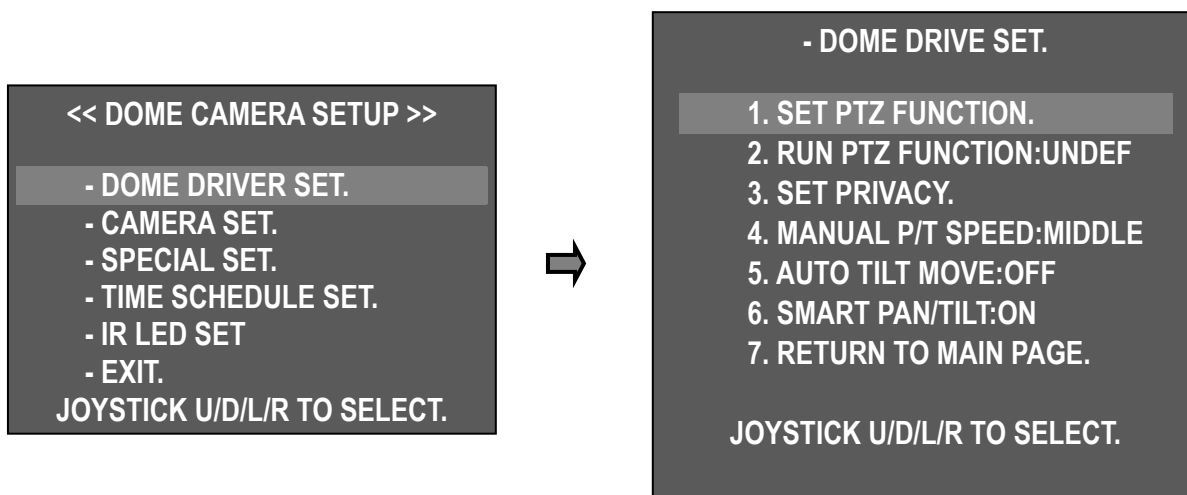 << DOME CAMERA SETUP >>
- DOME DRIVER SET.
- CAMERA SET.
- SPECIAL SET.
- TIME SCHEDULE SET.
- IR LED SET
- EXIT.
JOYSTICK U/D/L/R TO SELECT.
- DOME DRIVE SET.
1. SET PTZ FUNCTION.
2. RUN PTZ FUNCTION:UNDEF
3. SET PRIVACY.
4. MANUAL P/T SPEED:MIDDLE
5. AUTO TILT MOVE:OFF
6. SMART PAN/TILT:ON
7. RETURN TO MAIN PAGE.
JOYSTICK U/D/L/R TO SELECT.